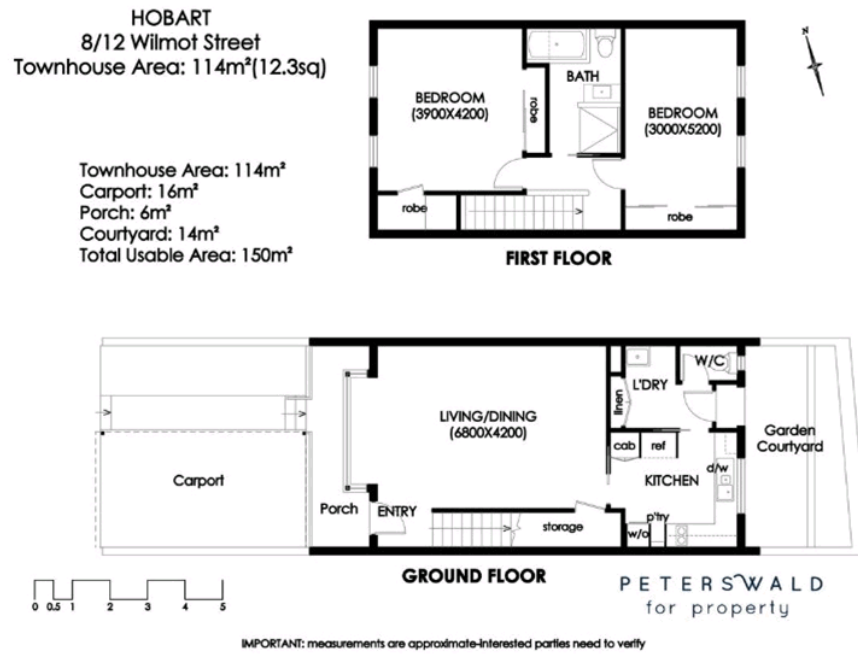 HOBART
8/12 Wilmot Street
Townhouse Area: 114m²(12.3sq)
Townhouse Area: 114m²
Carport: 16m²
Porch: 6m²
Courtyard: 14m²
Total Usable Area: 150m²
N
BEDROOM
(3900X4200)
robe
BATH
BEDROOM
(3000X5200)
robe
robe
FIRST FLOOR
W/C
L'DRY
linen
LIVING/DINING
(6800X4200)
Garden
Courtyard
cab
ref
d/w
KITCHEN
Carport
Porch
ENTRY
storage
p'try
w/o
GROUND FLOOR
PETERSWALD
for property
0 0.5 1 2 3 4 5
IMPORTANT: measurements are approximate-interested parties need to verify